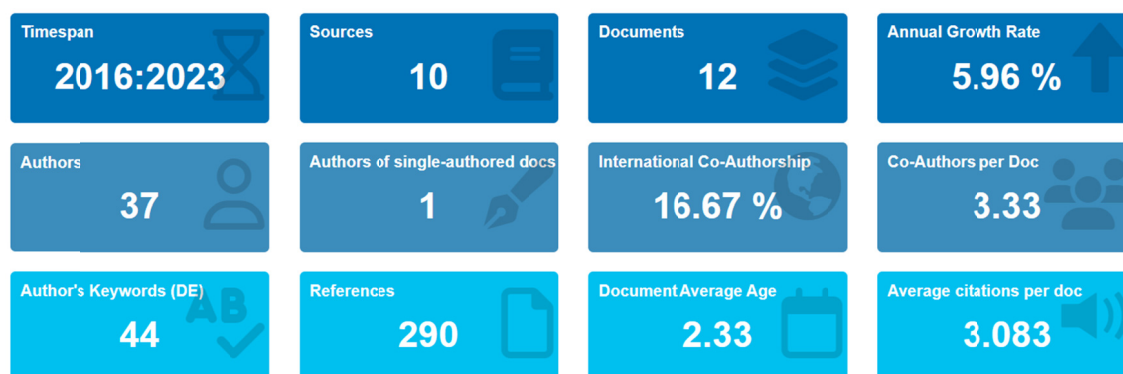 Timespan
2016:2023
Sources
10
Documents
12
Annual Growth Rate
5.96 %
Authors
37
Authors of single-authored docs
1
International Co-Authorship
16.67 %
Co-Authors per Doc
3.33
Author's Keywords (DE)
44
AB
References
290
Document Average Age
2.33
Average citations per doc
3.083